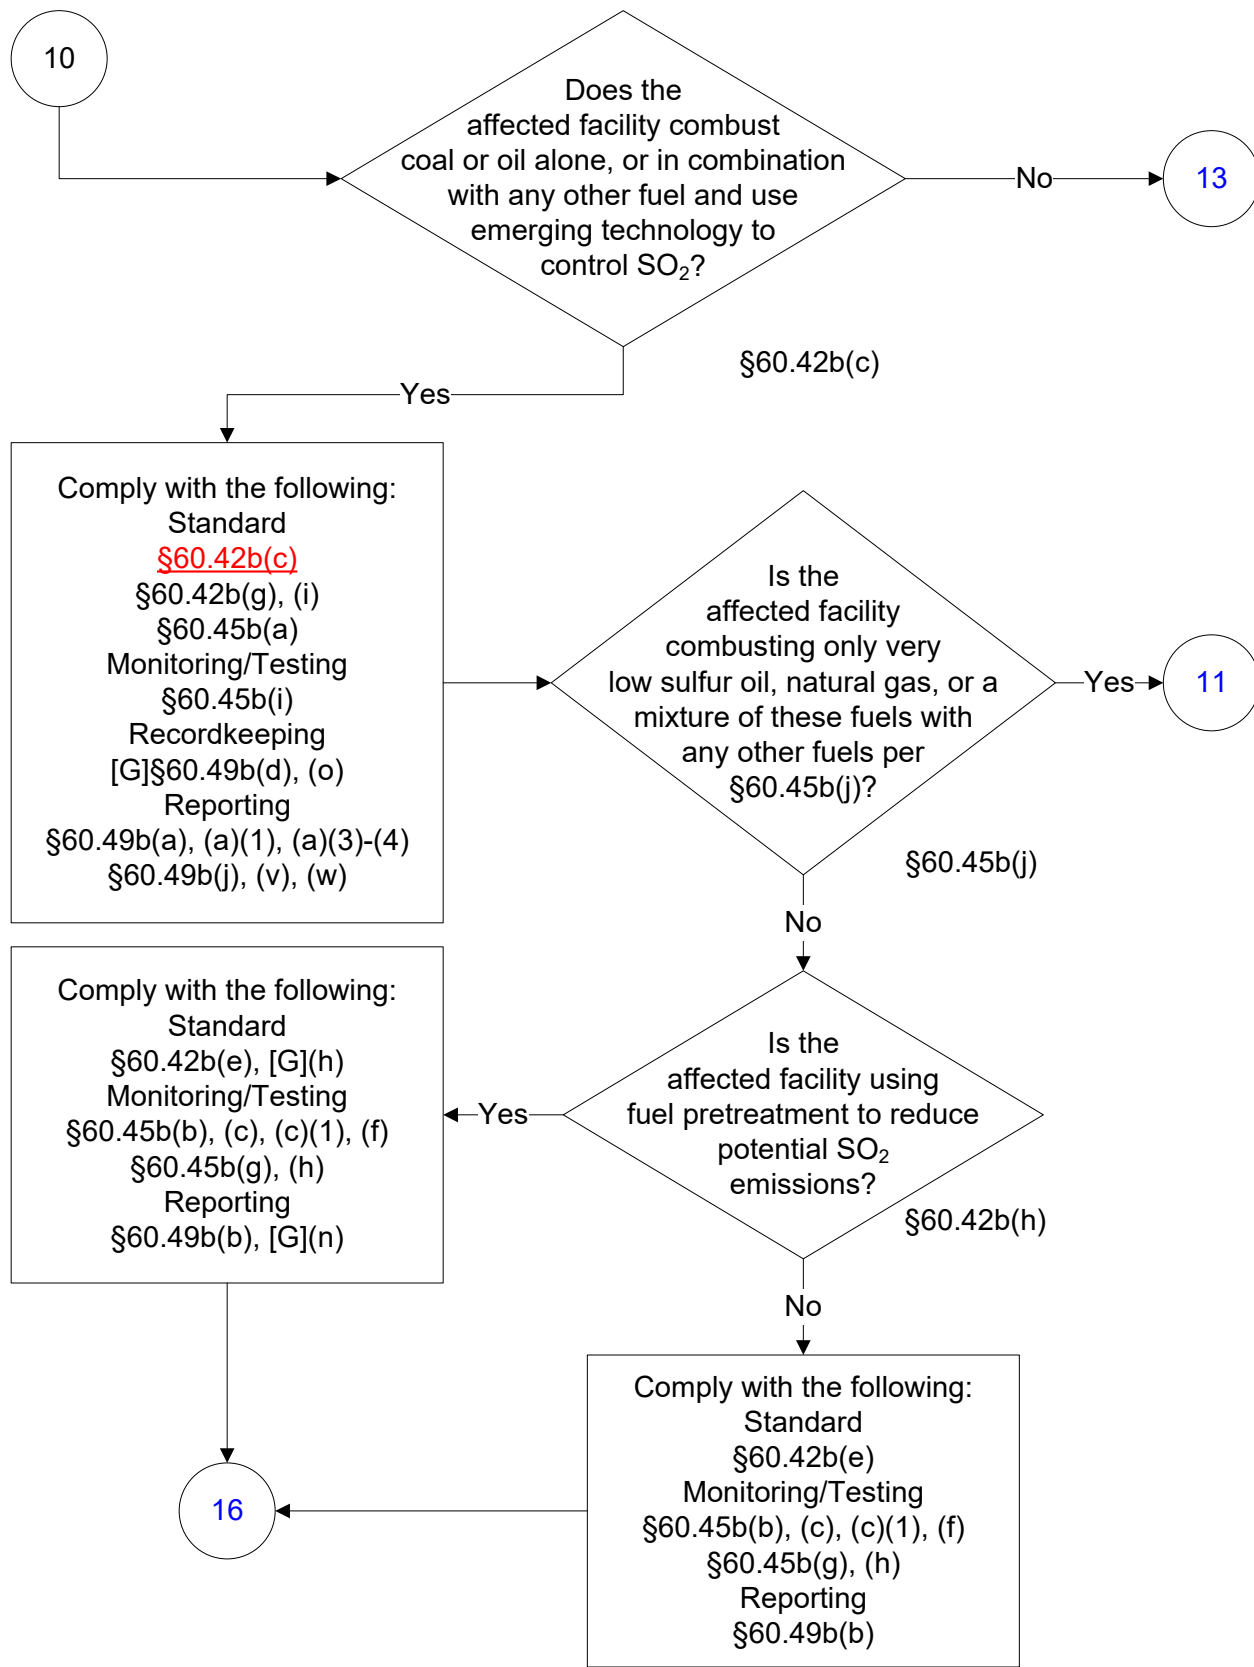 10
Does the
affected facility combust
coal or oil alone, or in combination
with any other fuel and use
emerging technology to
control SO₂?
No
13
§60.42b(c)
Yes
Comply with the following:
Standard
§60.42b(c)
§60.42b(g), (i)
§60.45b(a)
Monitoring/Testing
§60.45b(i)
Recordkeeping
[G]§60.49b(d), (o)
Reporting
§60.49b(a), (a)(1), (a)(3)-(4)
§60.49b(j), (v), (w)
Is the
affected facility
combusting only very
low sulfur oil, natural gas, or a
mixture of these fuels with
any other fuels per
§60.45b(j)?
Yes
11
§60.45b(j)
No
Is the
affected facility using
fuel pretreatment to reduce
potential SO₂
emissions?
§60.42b(h)
Yes
Comply with the following:
Standard
§60.42b(e), [G](h)
Monitoring/Testing
§60.45b(b), (c), (c)(1), (f)
§60.45b(g), (h)
Reporting
§60.49b(b), [G](n)
No
Comply with the following:
Standard
§60.42b(e)
Monitoring/Testing
§60.45b(b), (c), (c)(1), (f)
§60.45b(g), (h)
Reporting
§60.49b(b)
16